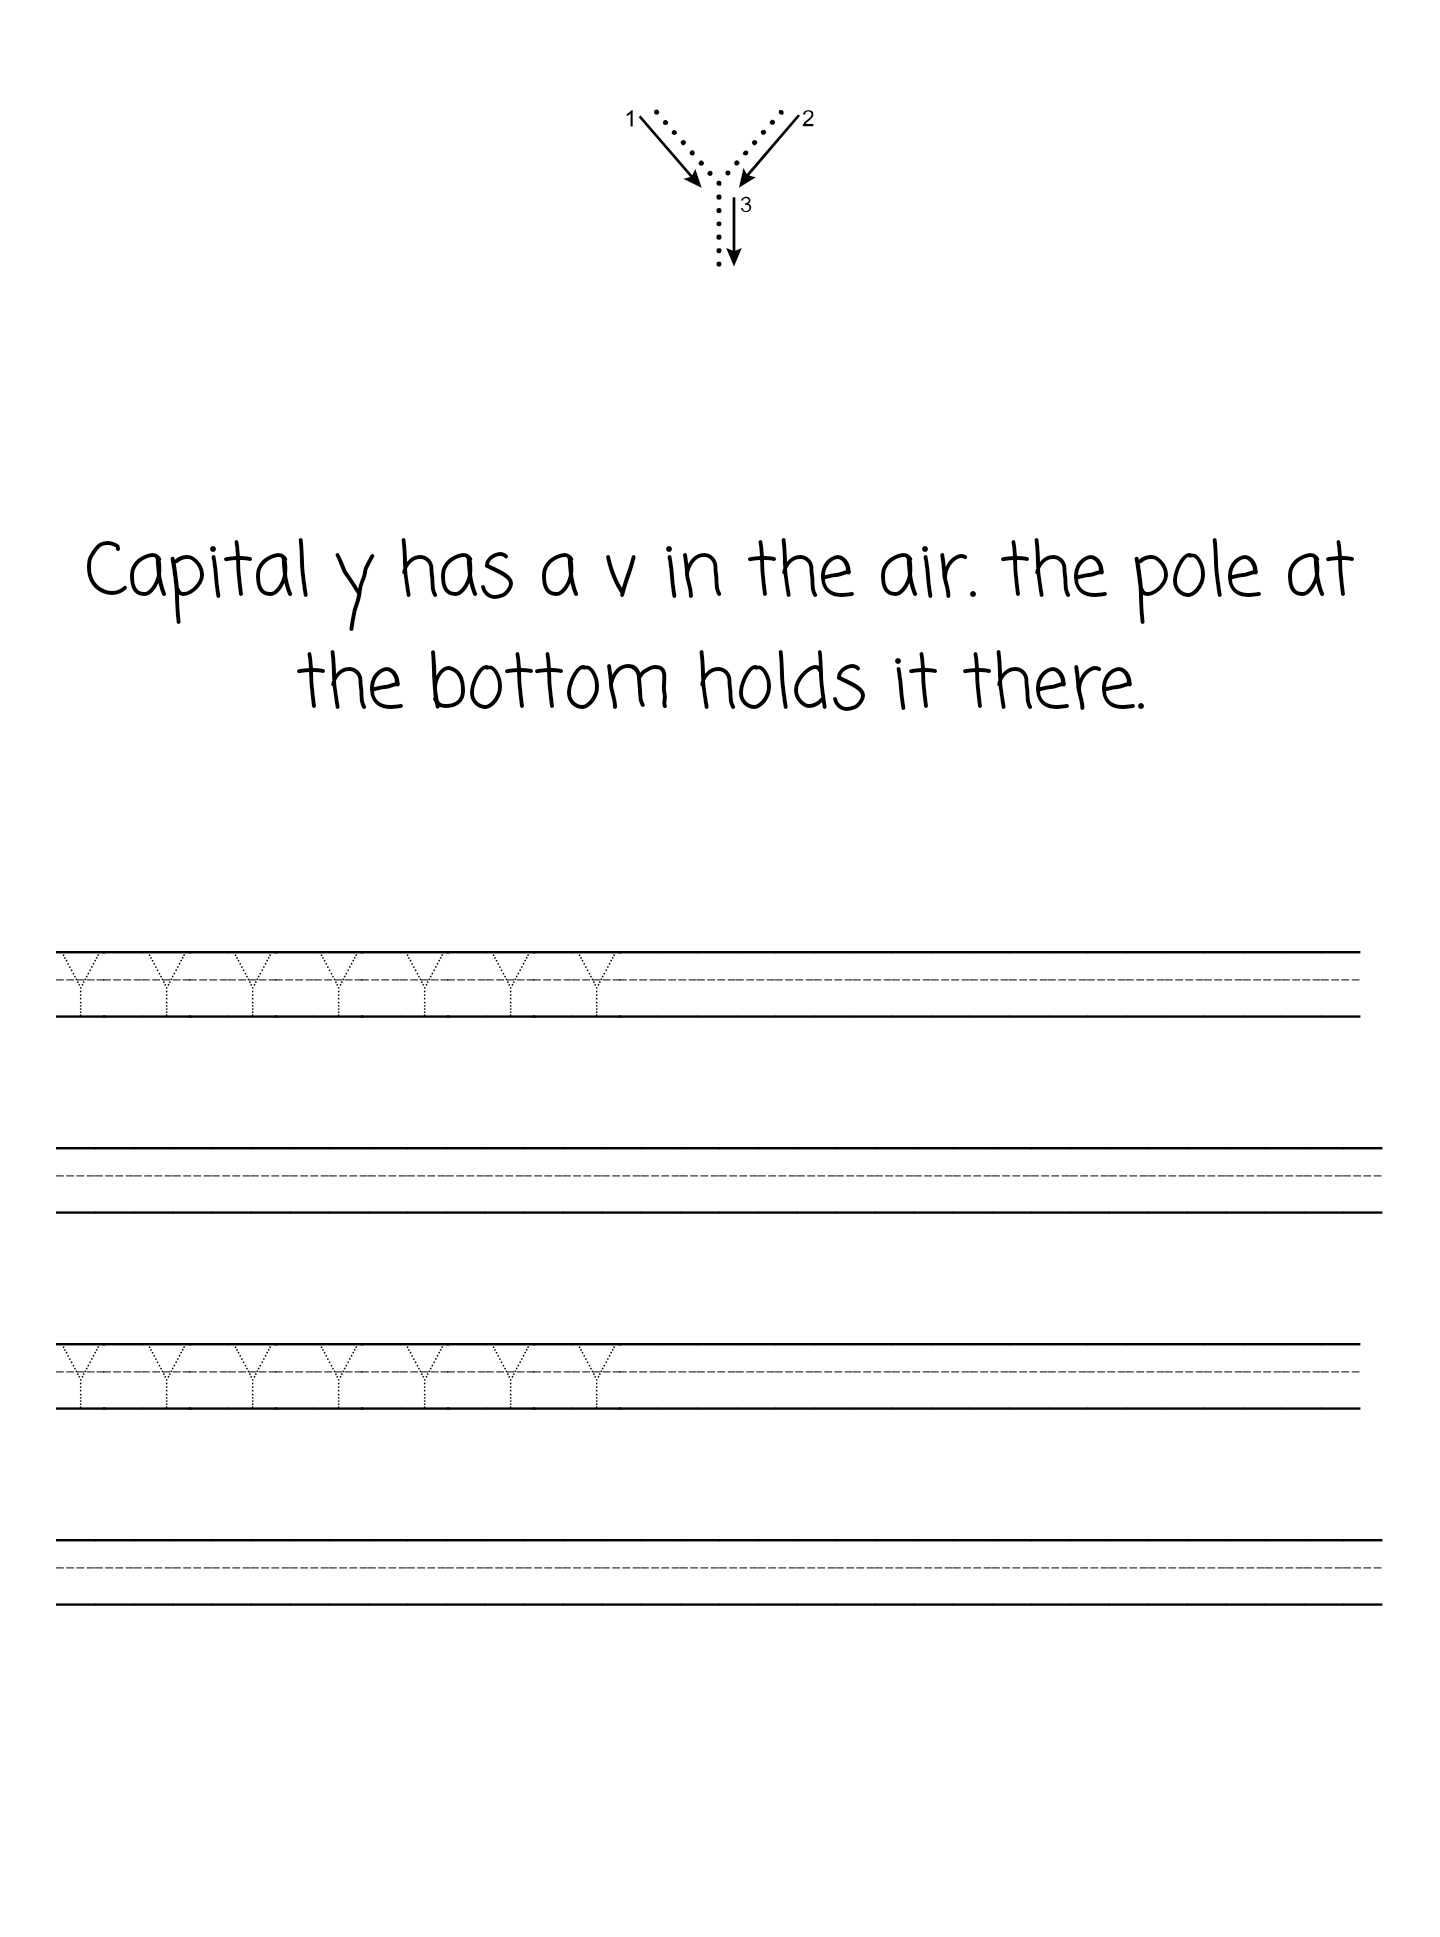 1 2
3
Capital y has a v in the air. the pole at
the bottom holds it there.
Y Y Y Y Y Y Y
Y Y Y Y Y Y Y